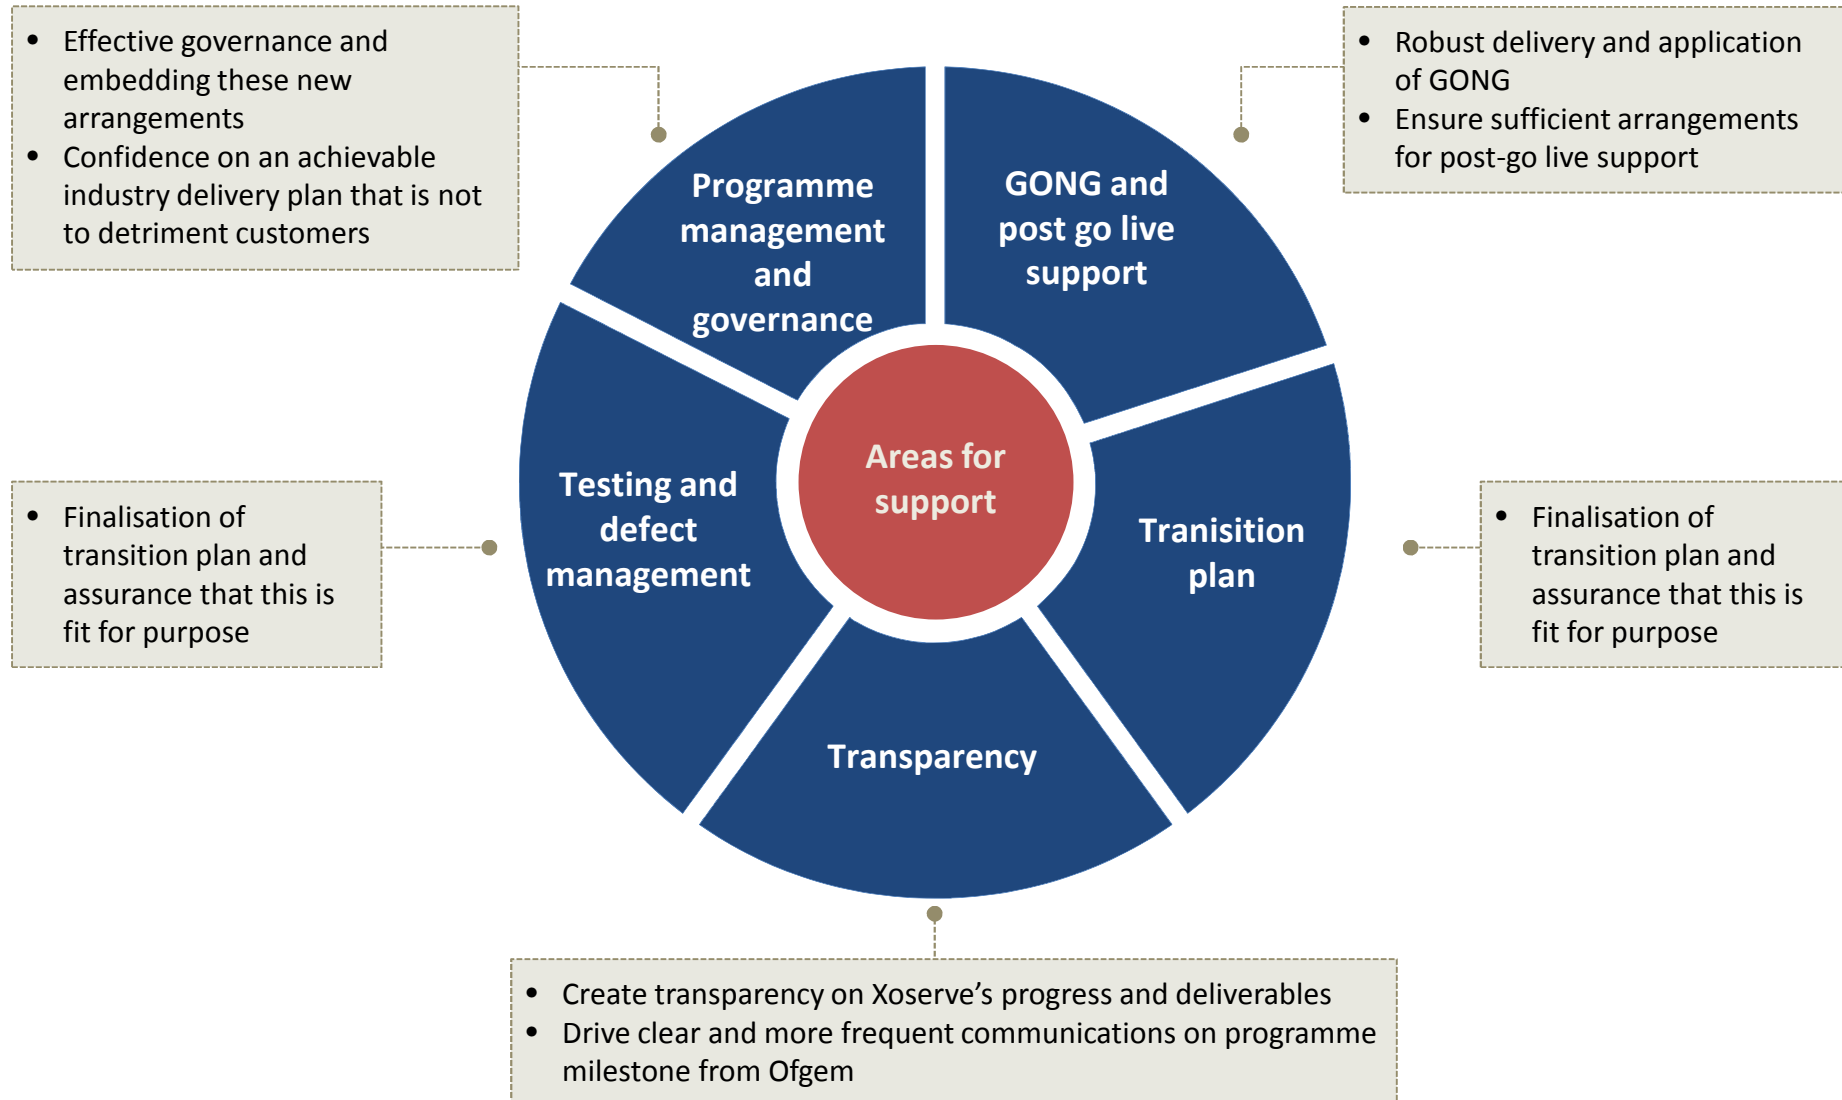 • Effective governance and
embedding these new
arrangements
• Confidence on an achievable
industry delivery plan that is not
to detriment customers
• Robust delivery and application
of GONG
• Ensure sufficient arrangements
for post-go live support
Programme
management
and
governance
GONG and
post go live
support
Areas for
support
Testing and
defect
management
Tranisition
plan
Transparency
• Finalisation of
transition plan and
assurance that this is
fit for purpose
• Finalisation of
transition plan and
assurance that this is
fit for purpose
• Create transparency on Xoserve’s progress and deliverables
• Drive clear and more frequent communications on programme
milestone from Ofgem